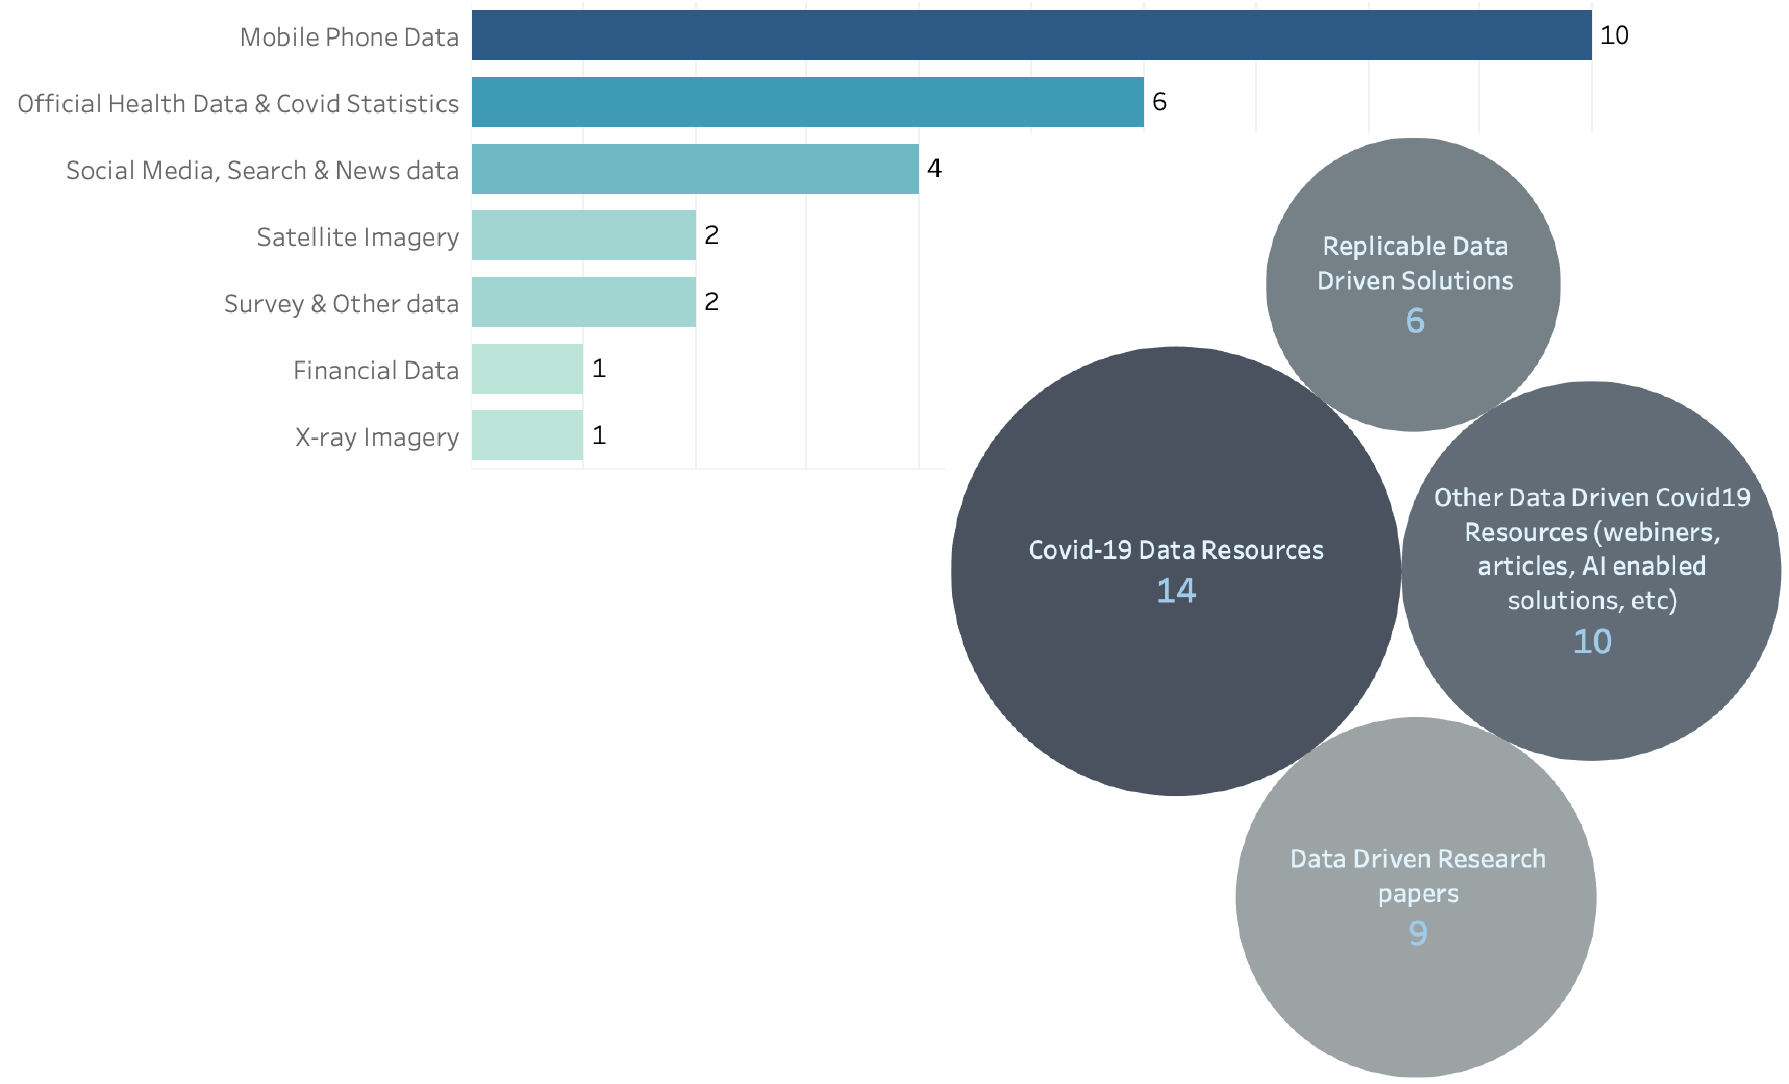 Mobile Phone Data 10
Official Health Data & Covid Statistics 6
Social Media, Search & News data 4
Satellite Imagery 2
Survey & Other data 2
Financial Data 1
X-ray Imagery 1
Replicable Data
Driven Solutions
6
Covid-19 Data Resources
14
Other Data Driven Covid19
Resources (webiners,
articles, AI enabled
solutions, etc)
10
Data Driven Research
papers
9